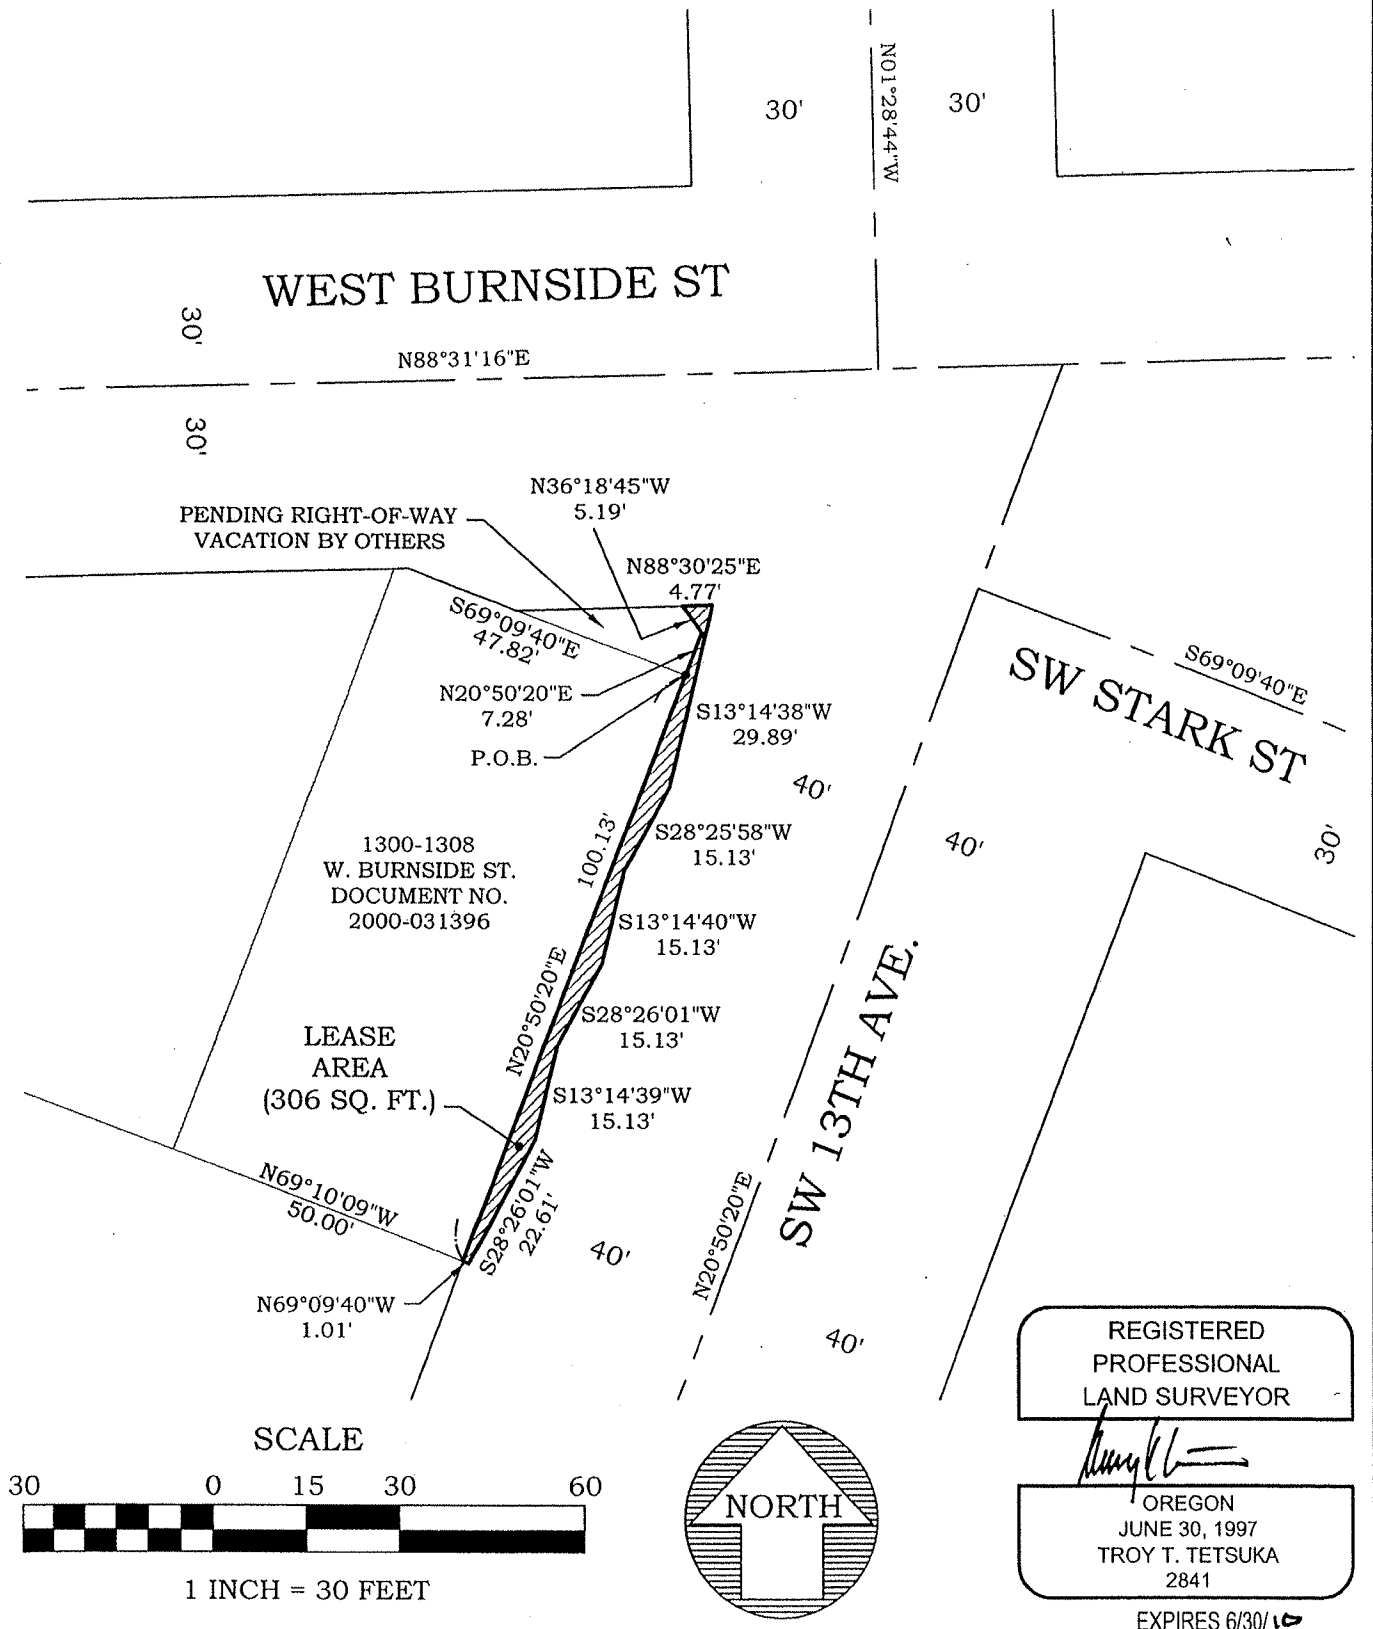 30'
N01°28'44"W
30'
WEST BURNSIDE ST
30'
N88°31'16"E
30'
N36°18'45"W
5.19'
PENDING RIGHT-OF-WAY
VACATION BY OTHERS
N88°30'25"E
4.77'
S69°09'40"E
47.82'
N20°50'20"E
7.28'
P.O.B.
S13°14'38"W
29.89'
SW STARK ST
S69°09'40"E
40'
40'
30'
S28°25'58"W
15.13'
100.13'
1300-1308
W. BURNSIDE ST.
DOCUMENT NO.
2000-031396
S13°14'40"W
15.13'
N20°50'20"E
S28°26'01"W
15.13'
LEASE
AREA
(306 SQ. FT.)
S13°14'39"W
15.13'
SW 13TH AVE.
N69°10'09"W
50.00'
S28°26'01"W
22.61'
N20°50'20"E
40'
40'
N69°09'40"W
1.01'
SCALE
30 0 15 30 60
1 INCH = 30 FEET
NORTH
REGISTERED
PROFESSIONAL
LAND SURVEYOR
OREGON
JUNE 30, 1997
TROY T. TETSUKA
2841
EXPIRES 6/30/10